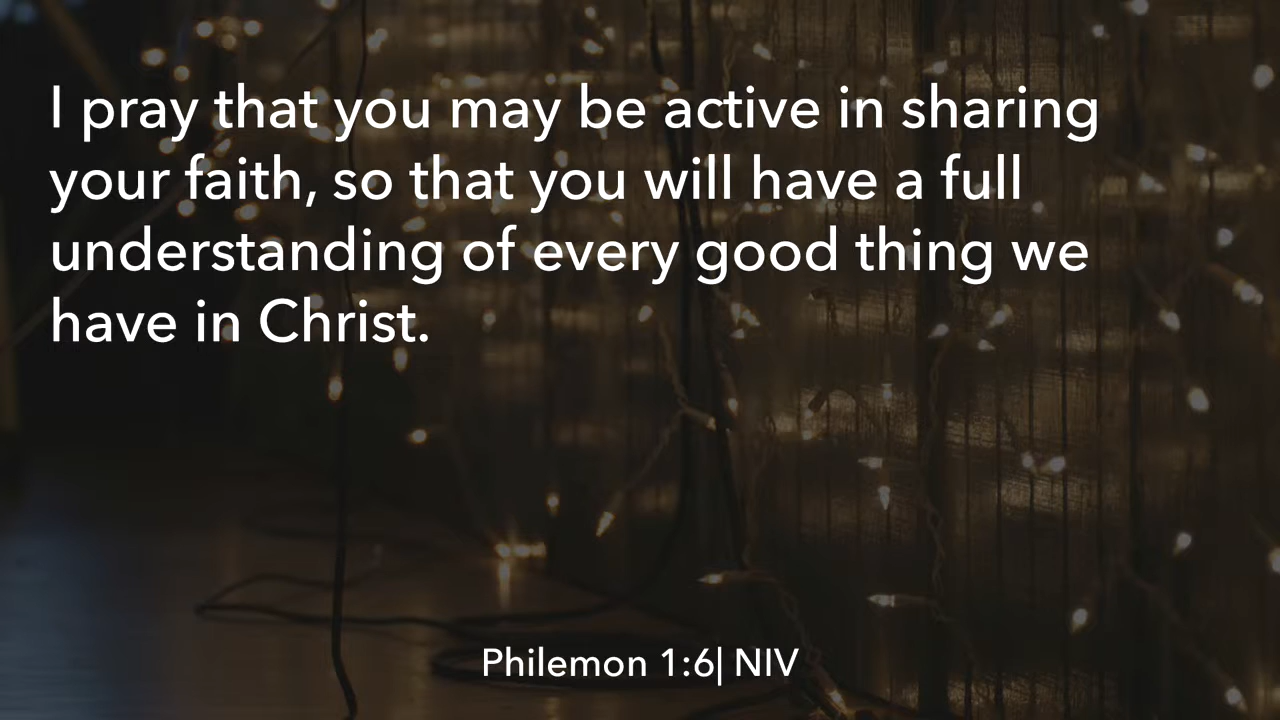 I pray that you may be active in sharing
your faith, so that you will have a full
understanding of every good thing we
have in Christ.
Philemon 1:6| NIV